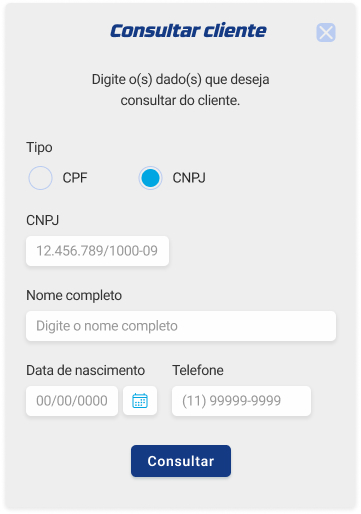 Consultar cliente
Digite o(s) dado(s) que deseja
consultar do cliente.
Tipo
CPF
CNPJ
CNPJ
12.456.789/1000-09
Nome completo
Digite o nome completo
Data de nascimento
Telefone
00/00/0000
(11) 99999-9999
Consultar